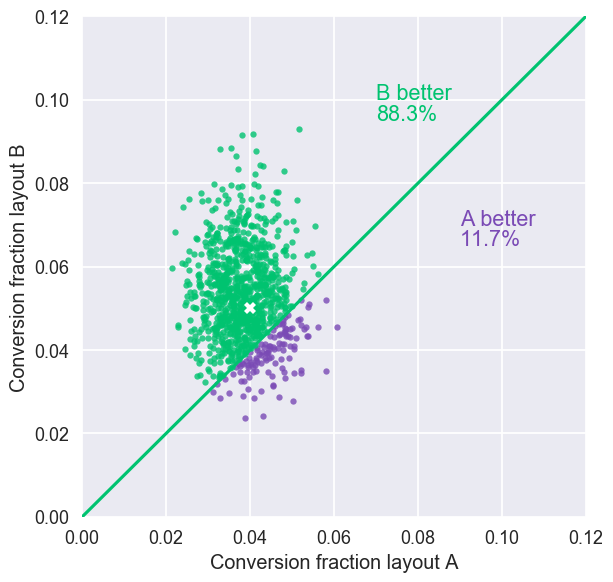 0.12
0.10
0.08
0.06
0.04
0.02
0.00
Conversion fraction layout B
B better
88.3%
A better
11.7%
0.00 0.02 0.04 0.06 0.08 0.10 0.12
Conversion fraction layout A